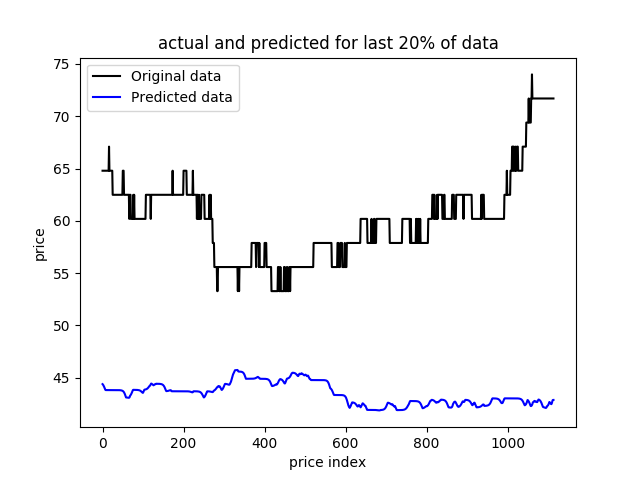 actual and predicted for last 20% of data
Original data
Predicted data
75
70
65
60
55
50
45
price
0
200
400
600
800
1000
price index